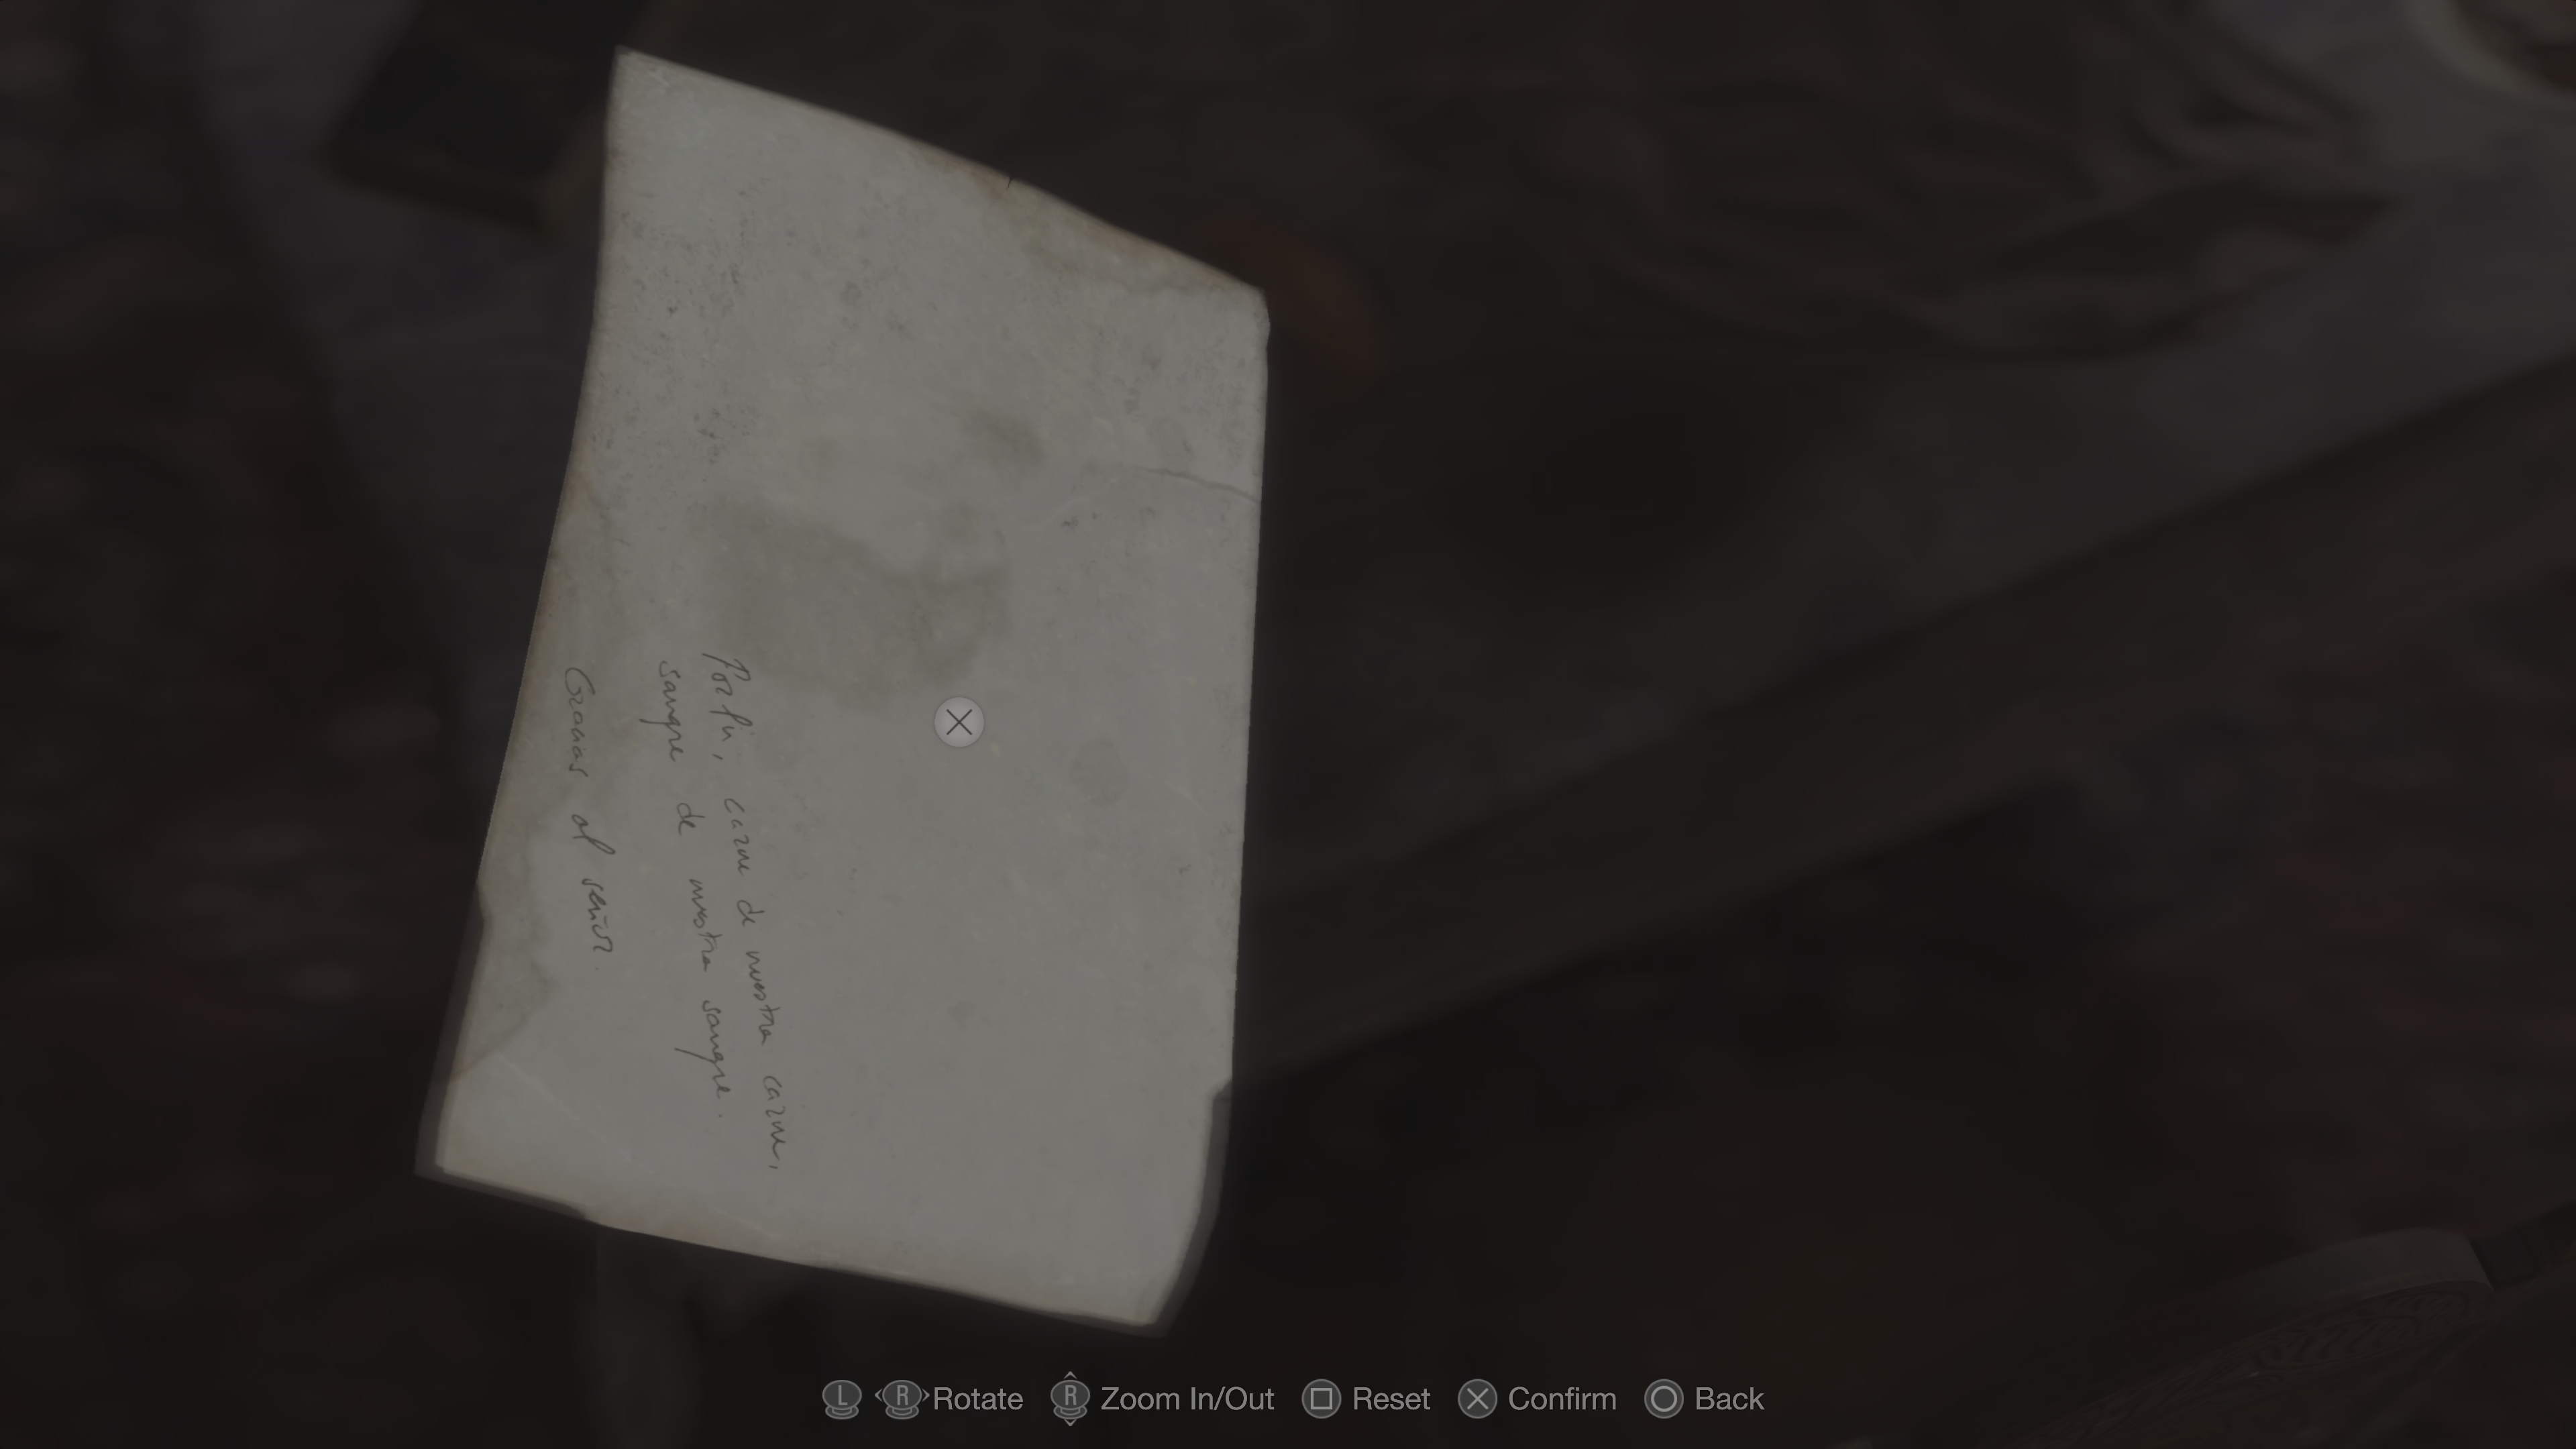 Por fin, carne de nuestra carne,
sangre de nuestra sangre.
Gracias al señor.
L R Rotate R Zoom In/Out Reset Confirm Back